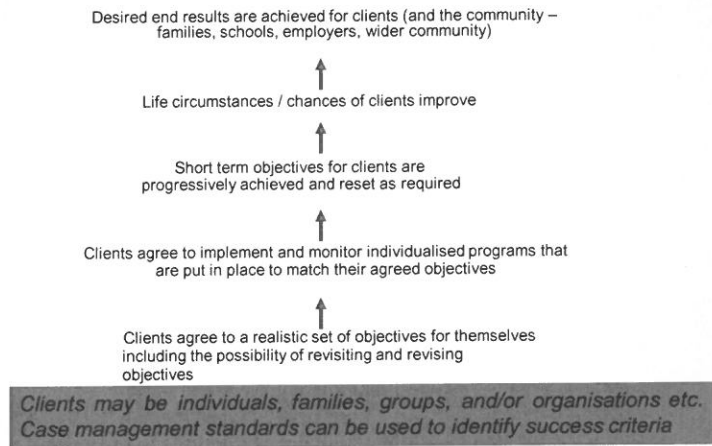 Desired end results are achieved for clients (and the community –
families, schools, employers, wider community)
Life circumstances / chances of clients improve
Short term objectives for clients are
progressively achieved and reset as required
Clients agree to implement and monitor individualised programs that
are put in place to match their agreed objectives
Clients agree to a realistic set of objectives for themselves
including the possibility of revisiting and revising
objectives
Clients may be individuals, families, groups, and/or organisations etc.
Case management standards can be used to identify success criteria